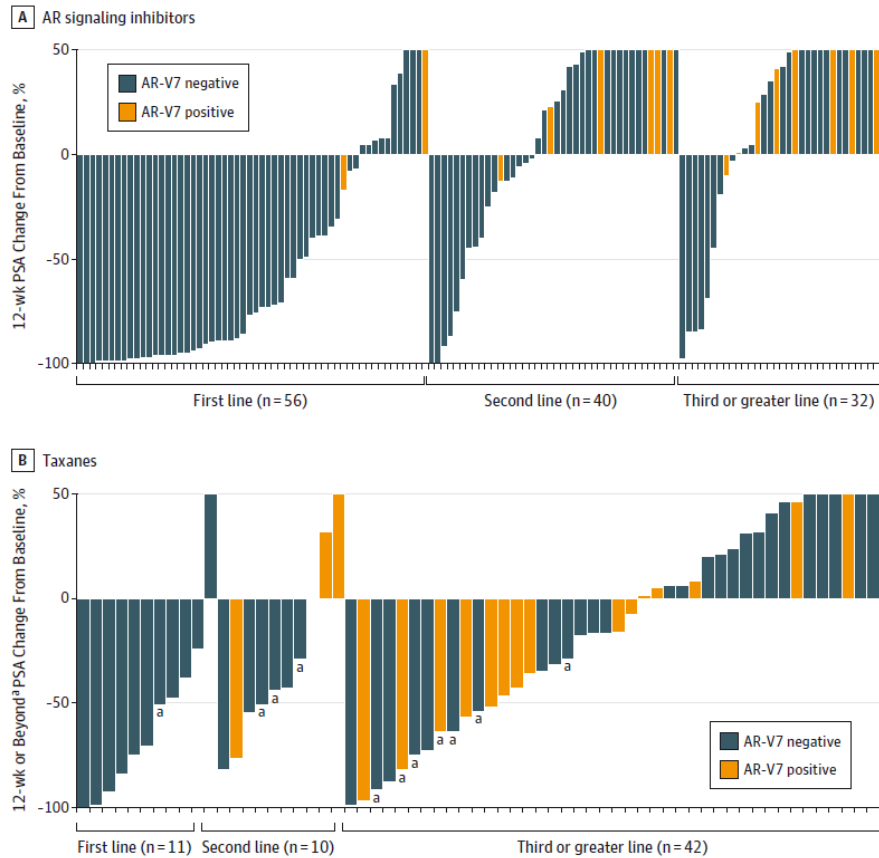 A AR signaling inhibitors
12-wk PSA Change From Baseline, %
50
0
-50
-100
AR-V7 negative
AR-V7 positive
First line (n=56)
Second line (n=40)
Third or greater line (n=32)
B Taxanes
12-wk or Beyondᵃ PSA Change From Baseline, %
50
0
-50
-100
a
a
a
a
a
a
a
a
a
a
a
a
AR-V7 negative
AR-V7 positive
First line (n=11)
Second line (n=10)
Third or greater line (n=42)